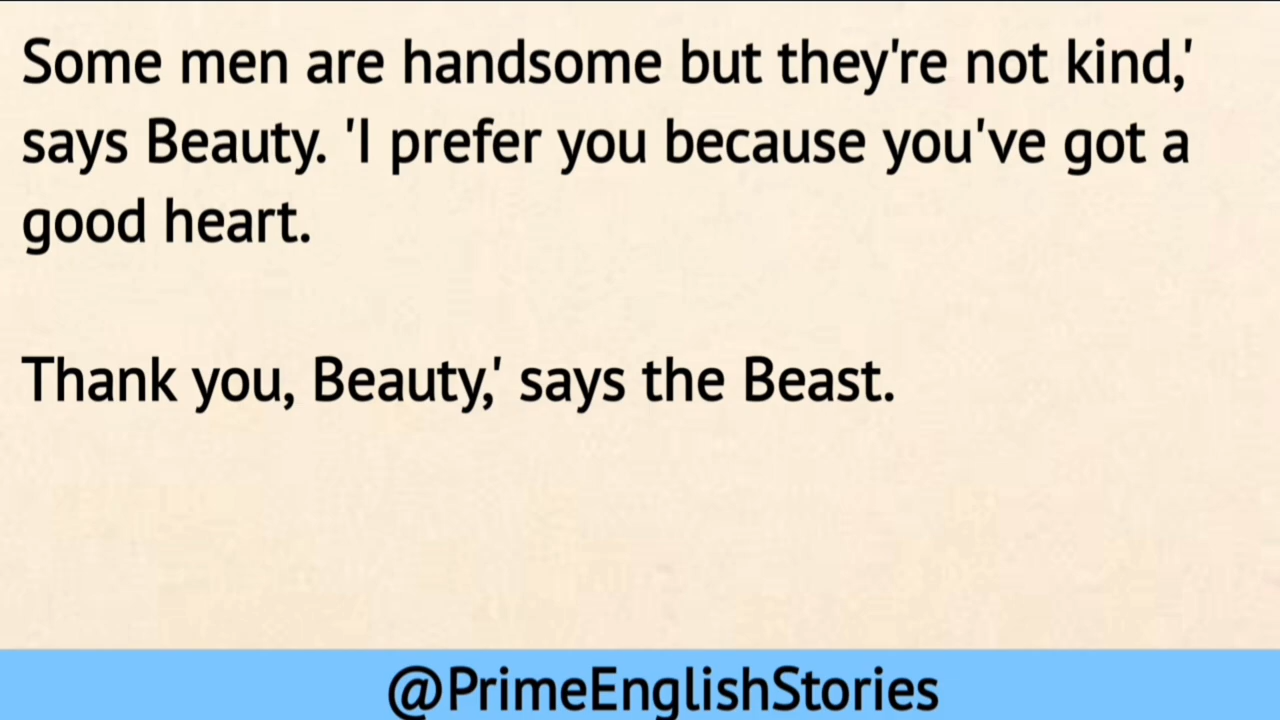 Some men are handsome but they're not kind,'
says Beauty. 'I prefer you because you've got a
good heart.
Thank you, Beauty,' says the Beast.
@PrimeEnglishStories